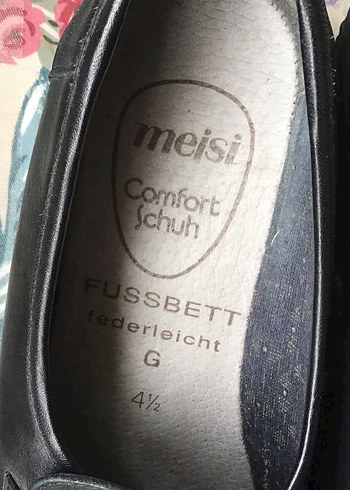 meisi
Comfort
Schuh
FUSSBETT
federleicht
G
4½